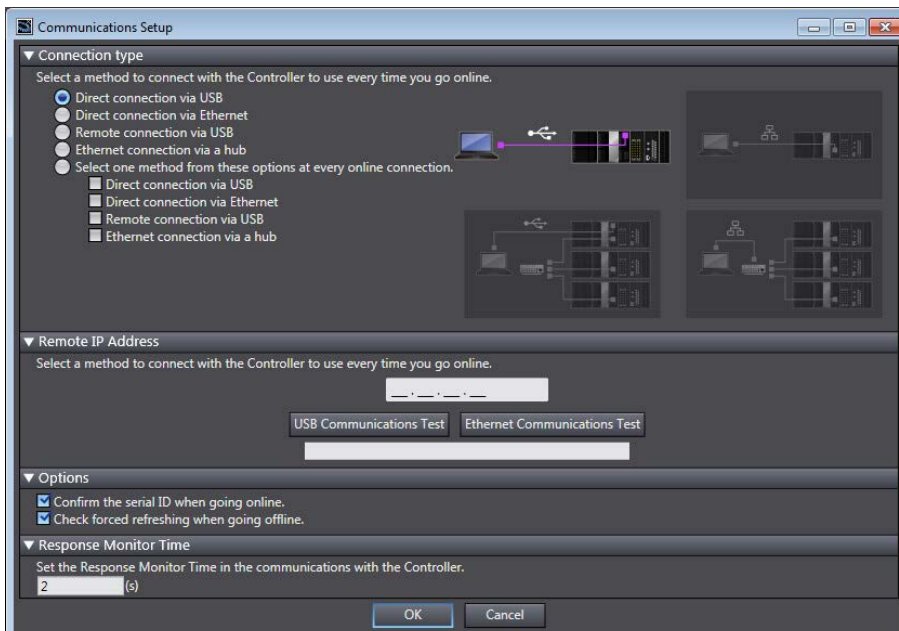 Communications Setup
Connection type
Select a method to connect with the Controller to use every time you go online.
Direct connection via USB
Direct connection via Ethernet
Remote connection via USB
Ethernet connection via a hub
Select one method from these options at every online connection.
Direct connection via USB
Direct connection via Ethernet
Remote connection via USB
Ethernet connection via a hub
Remote IP Address
Select a method to connect with the Controller to use every time you go online.
__ . __ . __ . __
USB Communications Test Ethernet Communications Test
Options
Confirm the serial ID when going online.
Check forced refreshing when going offline.
Response Monitor Time
Set the Response Monitor Time in the communications with the Controller.
2 (s)
OK Cancel